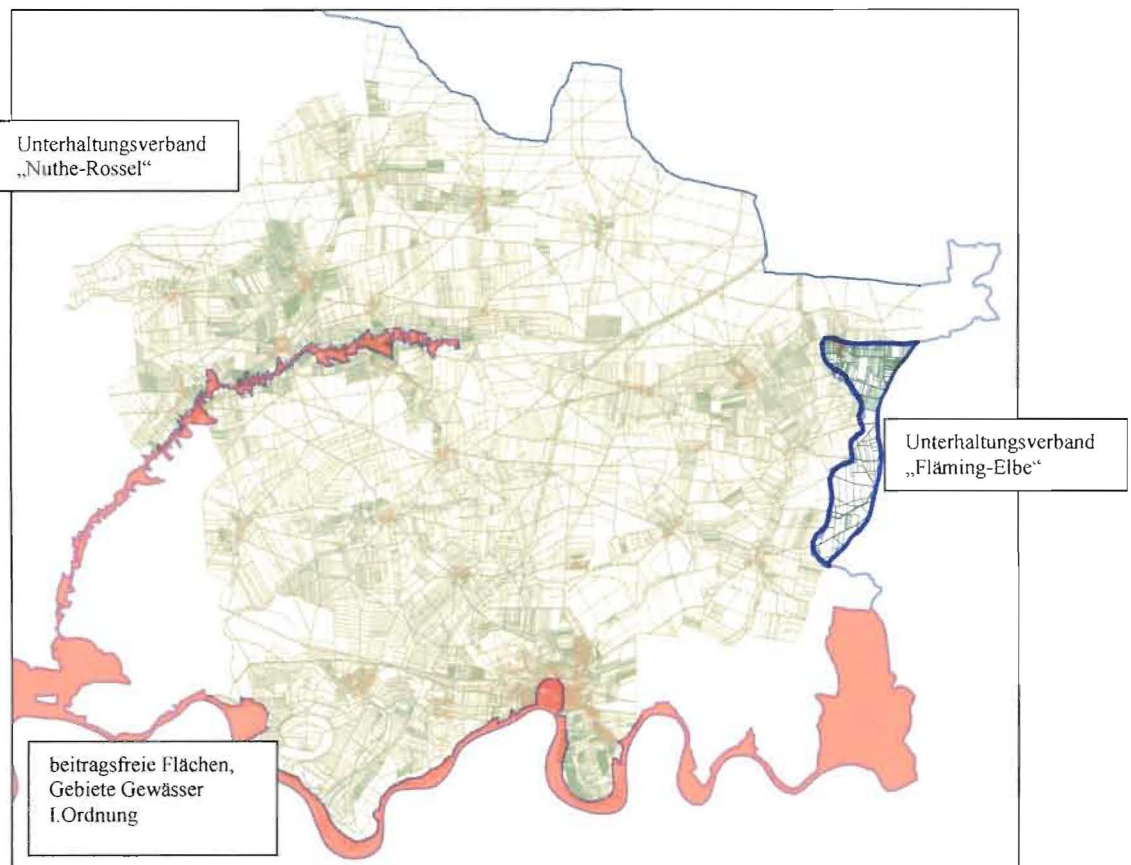 Unterhaltungsverband
„Nuthe-Rossel“
Unterhaltungsverband
„Fläming-Elbe“
beitragsfreie Flächen,
Gebiete Gewässer
I.Ordnung